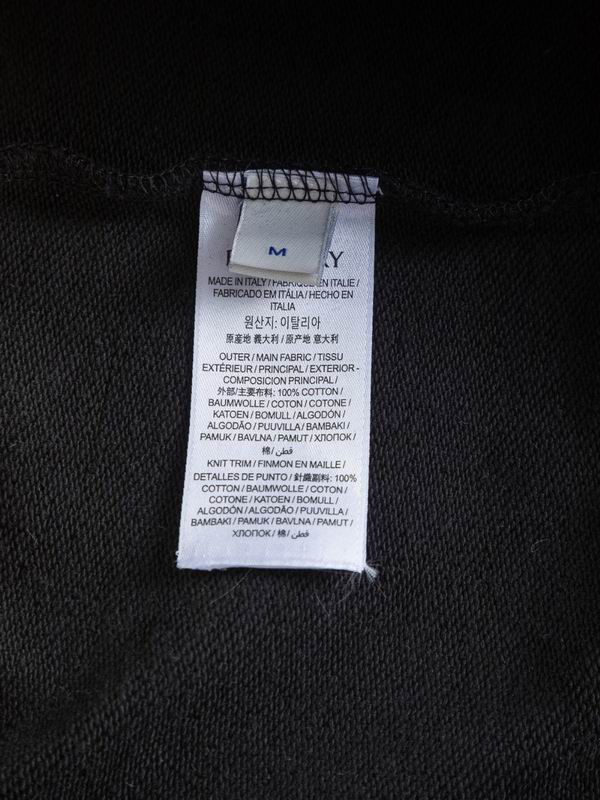 M
MADE IN ITALY / FABRIQUÉ EN ITALIE /
FABRICADO EM ITÁLIA / HECHO EN
ITALIA
원산지: 이탈리아
原産地 義大利 / 原产地 意大利
OUTER / MAIN FABRIC / TISSU
EXTÉRIEUR / PRINCIPAL / EXTERIOR -
COMPOSICION PRINCIPAL /
外部/主要布料: 100% COTTON /
BAUMWOLLE / COTON / COTONE /
KATOEN / BOMULL / ALGODÓN /
ALGODÃO / PUUVILLA / BAMBAKI /
PAMUK / BAVLNA / PAMUT / ХЛОПОК /
棉/ قطن
KNIT TRIM / FINMON EN MAILLE /
DETALLES DE PUNTO / 針織副料: 100%
COTTON / BAUMWOLLE / COTON /
COTONE / KATOEN / BOMULL /
ALGODÓN / ALGODÃO / PUUVILLA /
BAMBAKI / PAMUK / BAVLNA / PAMUT /
ХЛОПОК / 棉/ قطن